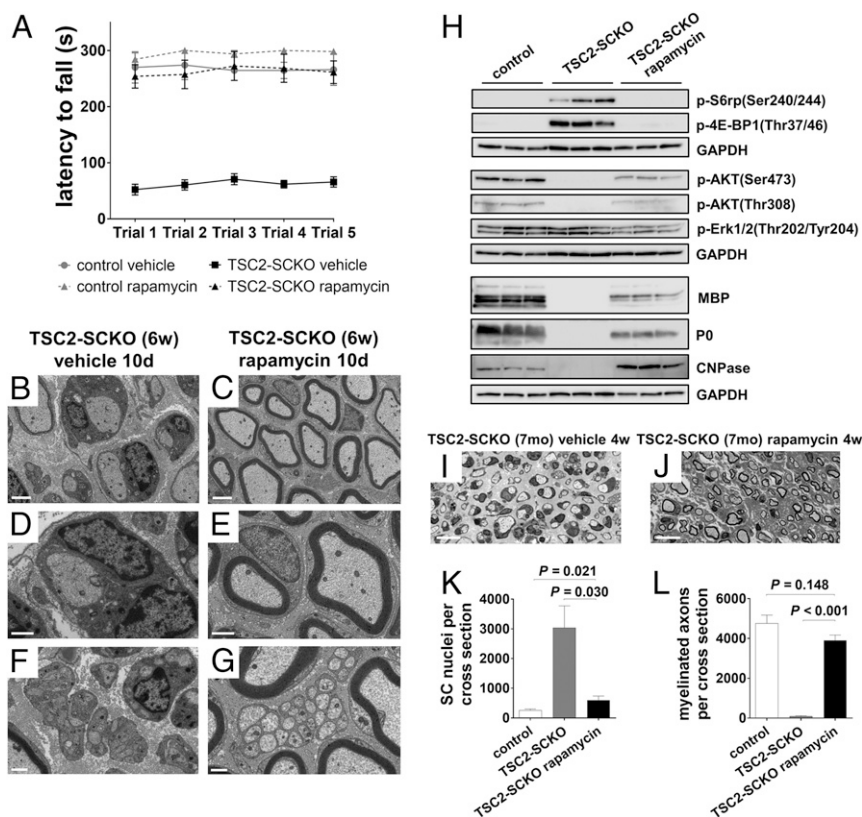 A
latency to fall (s)
300
200
100
0
Trial 1 Trial 2 Trial 3 Trial 4 Trial 5
control vehicle
TSC2-SCKO vehicle
control rapamycin
TSC2-SCKO rapamycin
TSC2-SCKO (6w)
vehicle 10d
TSC2-SCKO (6w)
rapamycin 10d
B
C
D
E
F
G
H
control
TSC2-SCKO
TSC2-SCKO
rapamycin
p-S6rp(Ser240/244)
p-4E-BP1(Thr37/46)
GAPDH
p-AKT(Ser473)
p-AKT(Thr308)
p-Erk1/2(Thr202/Tyr204)
GAPDH
MBP
P0
CNPase
GAPDH
TSC2-SCKO (7mo) vehicle 4w
TSC2-SCKO (7mo) rapamycin 4w
I
J
K
SC nuclei per
cross section
4000
3000
2000
1000
0
P = 0.021
P = 0.030
control
TSC2-SCKO
TSC2-SCKO rapamycin
L
myelinated axons
per cross section
6000
4000
2000
0
P = 0.148
P < 0.001
control
TSC2-SCKO
TSC2-SCKO rapamycin